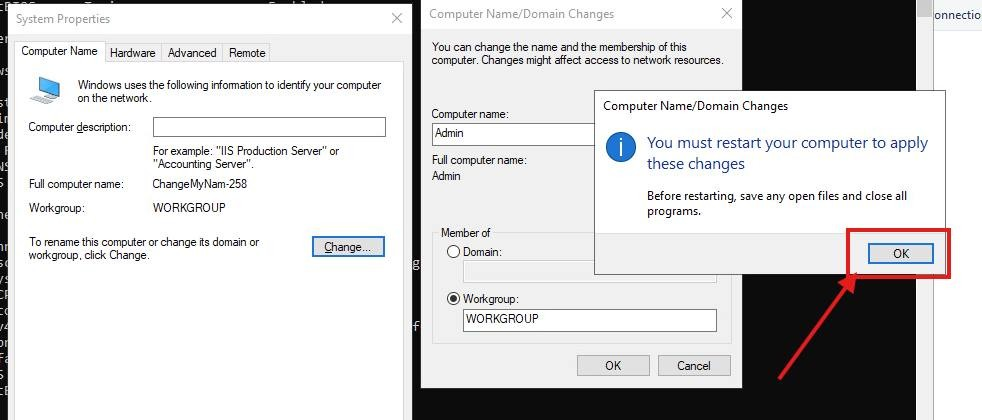 System Properties
Computer Name
Hardware
Advanced
Remote
Windows uses the following information to identify your computer
on the network.
Computer description:
For example: "IIS Production Server" or
"Accounting Server".
Full computer name:
ChangeMyNam-258
Workgroup:
WORKGROUP
To rename this computer or change its domain or
workgroup, click Change.
Change...
Computer Name/Domain Changes
You can change the name and the membership of this
computer. Changes might affect access to network resources.
Computer name:
Admin
Full computer name:
Admin
Member of
Domain:
Workgroup:
WORKGROUP
OK
Cancel
Computer Name/Domain Changes
You must restart your computer to apply
these changes
Before restarting, save any open files and close all
programs.
OK